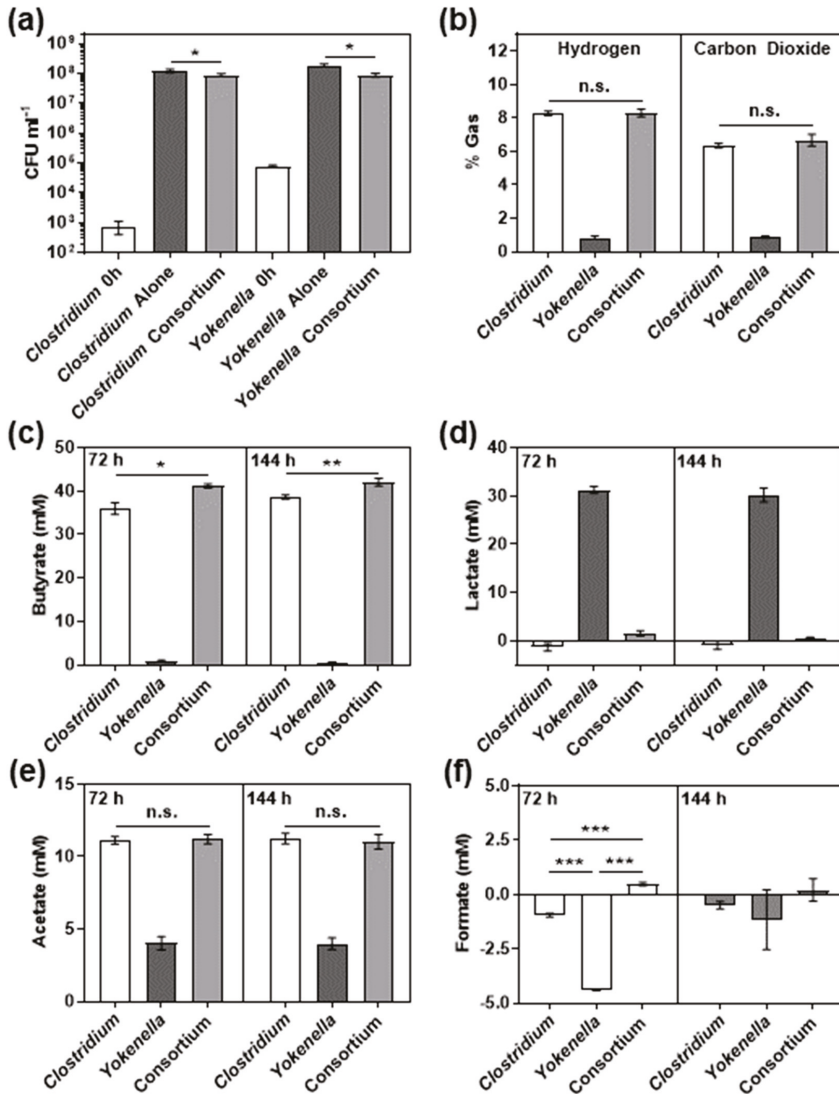 (a)
CFU ml⁻¹
10⁹
10⁸
10⁷
10⁶
10⁵
10⁴
10³
10²
*
*
Clostridium 0h
Clostridium Alone
Clostridium Consortium
Yokenella 0h
Yokenella Alone
Yokenella Consortium
(b)
% Gas
12
10
8
6
4
2
0
Hydrogen
n.s.
Carbon Dioxide
n.s.
Clostridium
Yokenella
Consortium
Clostridium
Yokenella
Consortium
(c)
Butyrate (mM)
50
40
30
20
10
0
72 h
*
144 h
**
Clostridium
Yokenella
Consortium
Clostridium
Yokenella
Consortium
(d)
Lactate (mM)
40
30
20
10
0
72 h
144 h
Clostridium
Yokenella
Consortium
Clostridium
Yokenella
Consortium
(e)
Acetate (mM)
15
10
5
0
72 h
n.s.
144 h
n.s.
Clostridium
Yokenella
Consortium
Clostridium
Yokenella
Consortium
(f)
Formate (mM)
5.0
2.5
0.0
-2.5
-5.0
72 h
***
*** ***
144 h
Clostridium
Yokenella
Consortium
Clostridium
Yokenella
Consortium